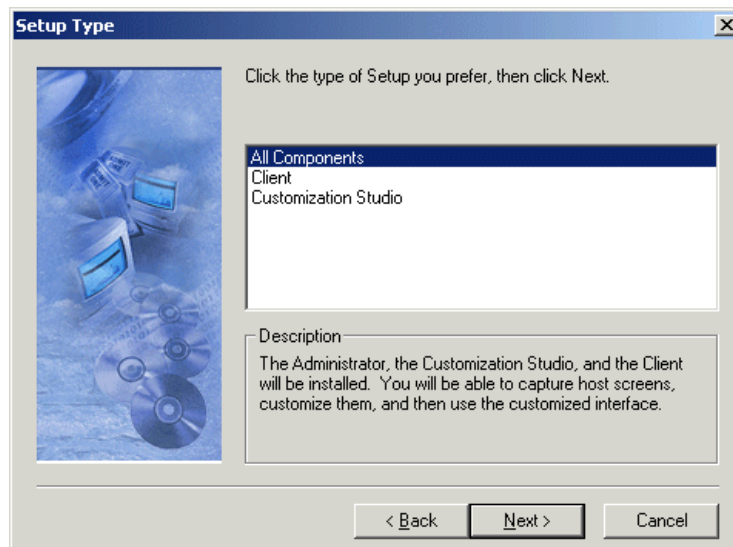 Setup Type
Click the type of Setup you prefer, then click Next.
All Components
Client
Customization Studio
Description
The Administrator, the Customization Studio, and the Client
will be installed.  You will be able to capture host screens,
customize them, and then use the customized interface.
< Back
Next >
Cancel